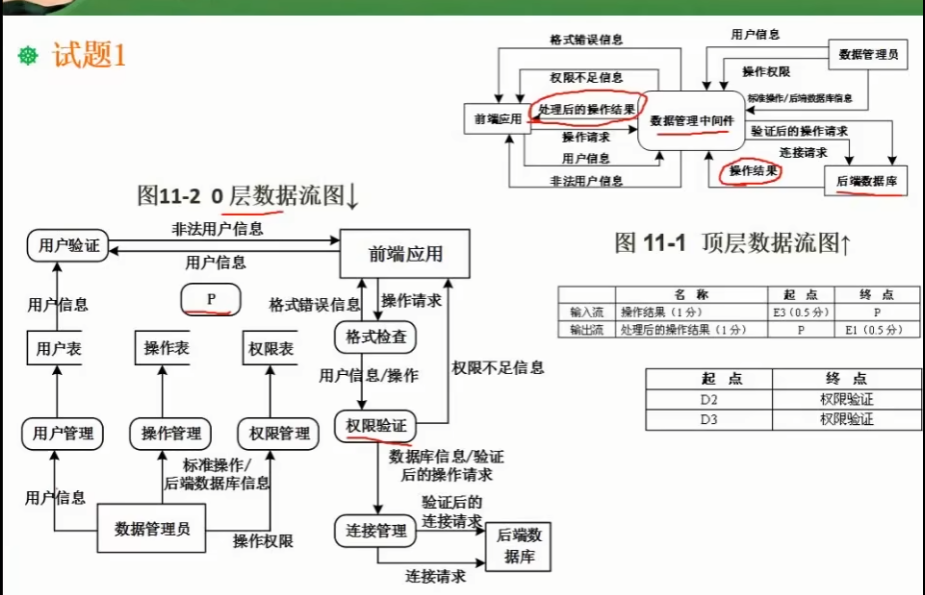 试题1
格式错误信息
用户信息
数据管理员
操作权限
权限不足信息
标准操作/后端数据库信息
处理后的操作结果
前端应用
数据管理中间件
操作请求
验证后的操作请求
用户信息
连接请求
非法用户信息
操作结果
后端数据库
图11-2 0 层数据流图↓
图 11-1 顶层数据流图↑
非法用户信息
用户验证
前端应用
用户信息
P
用户信息
格式错误信息
操作请求
用户表
操作表
权限表
格式检查
权限不足信息
用户信息/操作
用户管理
操作管理
权限管理
权限验证
标准操作/
后端数据库信息
数据库信息/验证
后的操作请求
用户信息
数据管理员
操作权限
验证后的
连接请求
连接管理
后端数
据库
连接请求
名 称 起 点 终 点
输入流 操作结果（1分） E3（0.5分） P
输出流 处理后的操作结果（1分） P E1（0.5分）
起 点 终 点
D2 权限验证
D3 权限验证